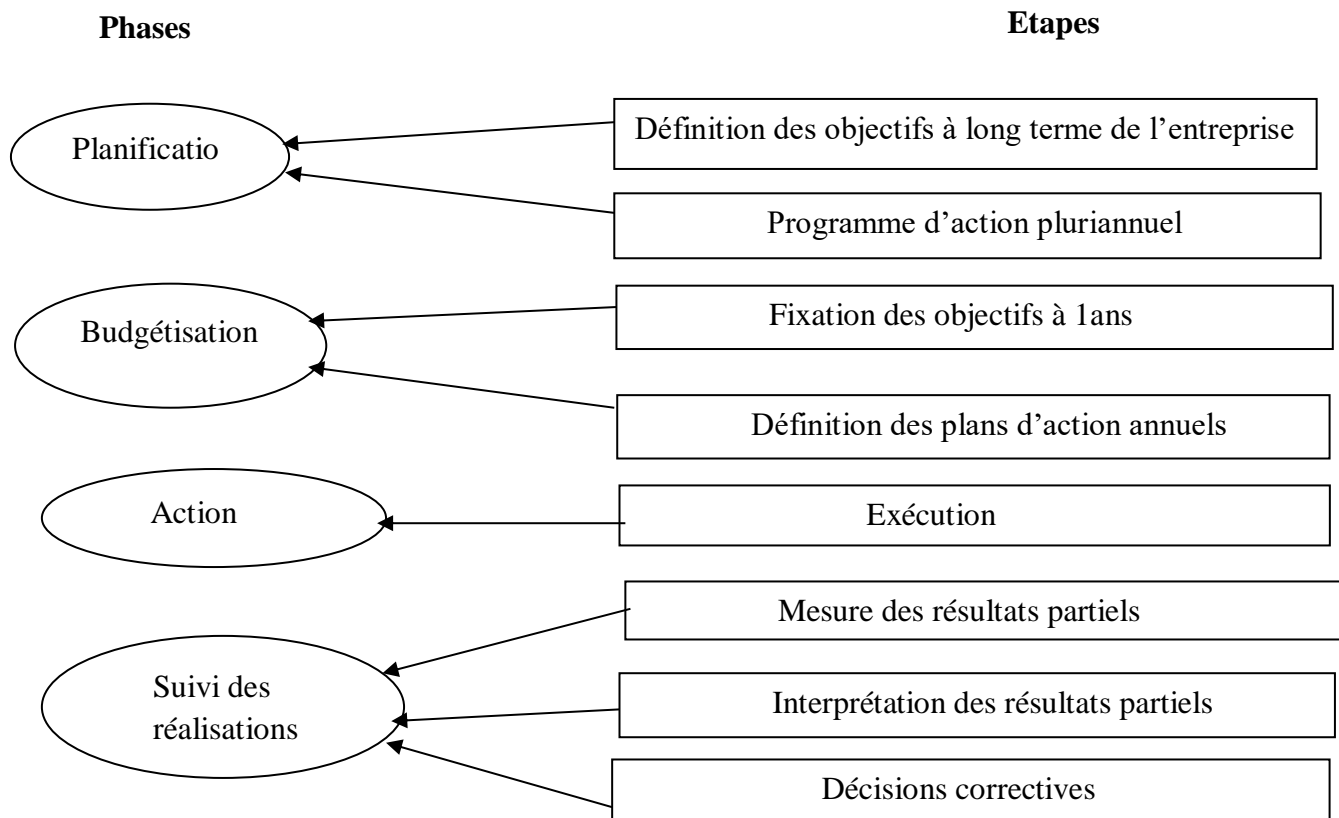 Phases
Etapes
Planificatio
Définition des objectifs à long terme de l’entreprise
Programme d’action pluriannuel
Budgétisation
Fixation des objectifs à 1ans
Définition des plans d’action annuels
Action
Exécution
Suivi des
réalisations
Mesure des résultats partiels
Interprétation des résultats partiels
Décisions correctives